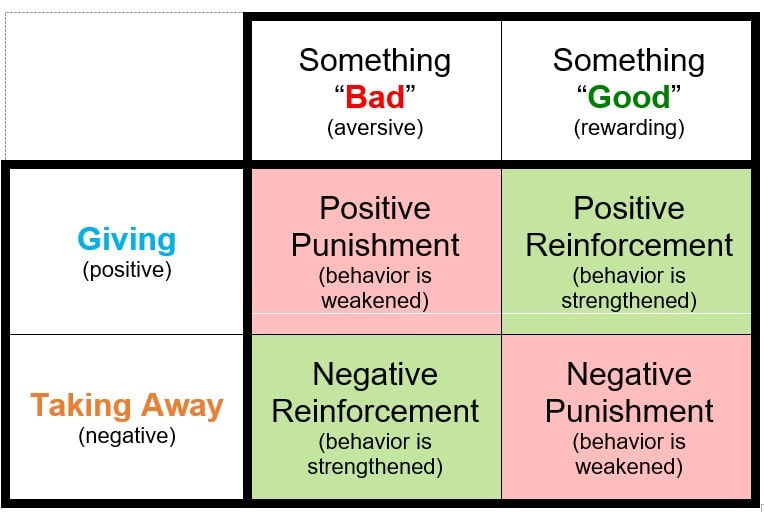 Something
“Bad”
(aversive)
Something
“Good”
(rewarding)
Giving
(positive)
Positive
Punishment
(behavior is
weakened)
Positive
Reinforcement
(behavior is
strengthened)
Taking Away
(negative)
Negative
Reinforcement
(behavior is
strengthened)
Negative
Punishment
(behavior is
weakened)